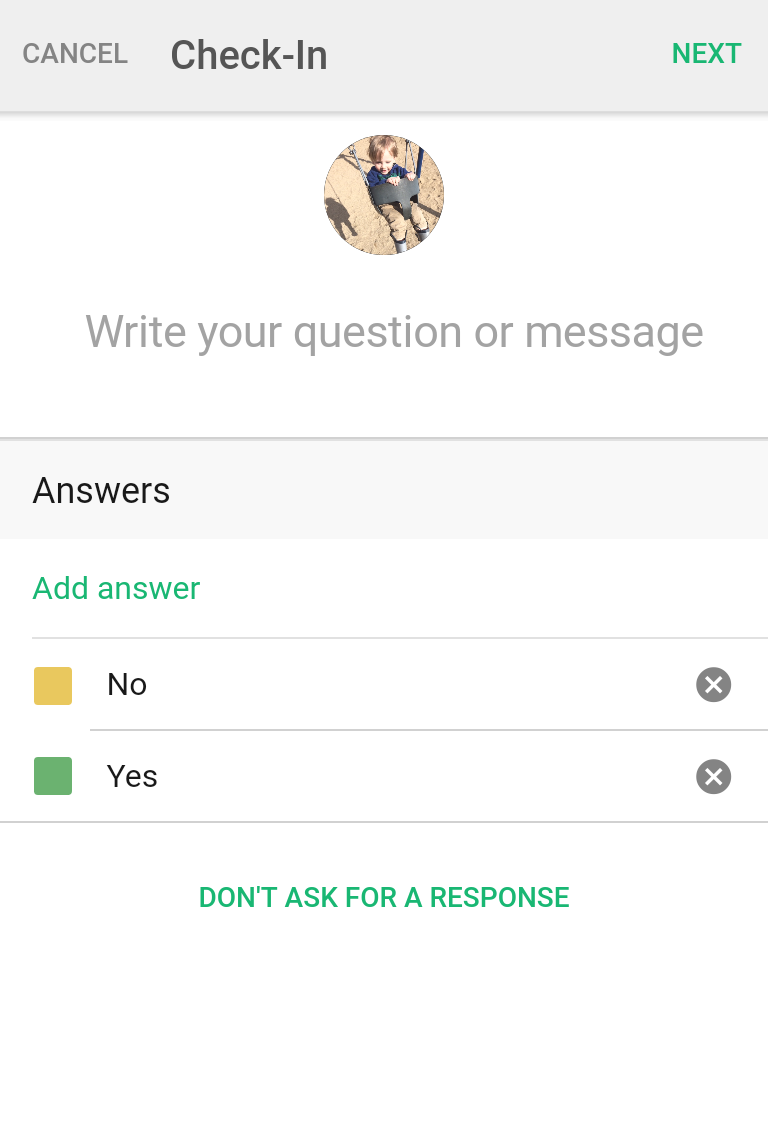 CANCEL Check-In NEXT
Write your question or message
Answers
Add answer
No
Yes
DON'T ASK FOR A RESPONSE